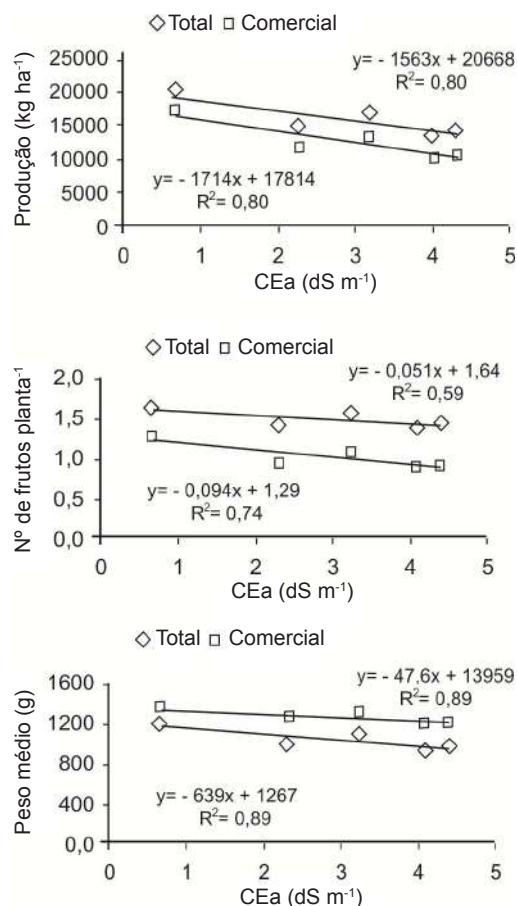 ◇ Total □ Comercial
Produção (kg ha⁻¹)
25000
20000
15000
10000
5000
0
y= - 1563x + 20668
R²= 0,80
y= - 1714x + 17814
R²= 0,80
0 1 2 3 4 5
CEa (dS m⁻¹)
◇ Total □ Comercial
Nº de frutos planta⁻¹
2,0
1,5
1,0
0,5
0,0
y= - 0,051x + 1,64
R²= 0,59
y= - 0,094x + 1,29
R²= 0,74
0 1 2 3 4 5
CEa (dS m⁻¹)
◇ Total □ Comercial
Peso médio (g)
1600
1200
800
400
0,0
y= - 47,6x + 13959
R²= 0,89
y= - 639x + 1267
R²= 0,89
0 1 2 3 4 5
CEa (dS m⁻¹)